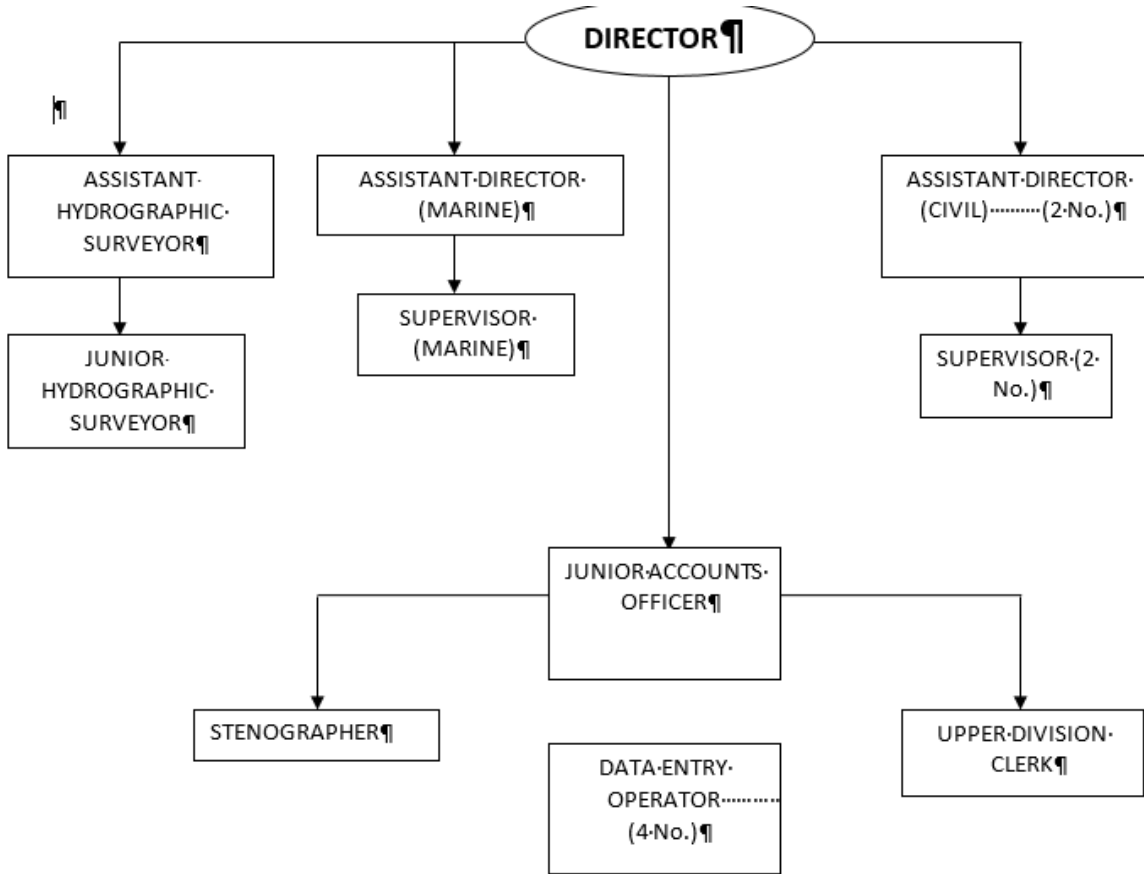 DIRECTOR¶
¶
ASSISTANT·
HYDROGRAPHIC·
SURVEYOR¶
ASSISTANT·DIRECTOR·
(MARINE)¶
ASSISTANT·DIRECTOR·
(CIVIL)·········(2·No.)¶
JUNIOR·
HYDROGRAPHIC·
SURVEYOR¶
SUPERVISOR·
(MARINE)¶
SUPERVISOR·(2·
No.)¶
JUNIOR·ACCOUNTS·
OFFICER¶
STENOGRAPHER¶
DATA·ENTRY·
OPERATOR··········
(4·No.)¶
UPPER·DIVISION·
CLERK¶